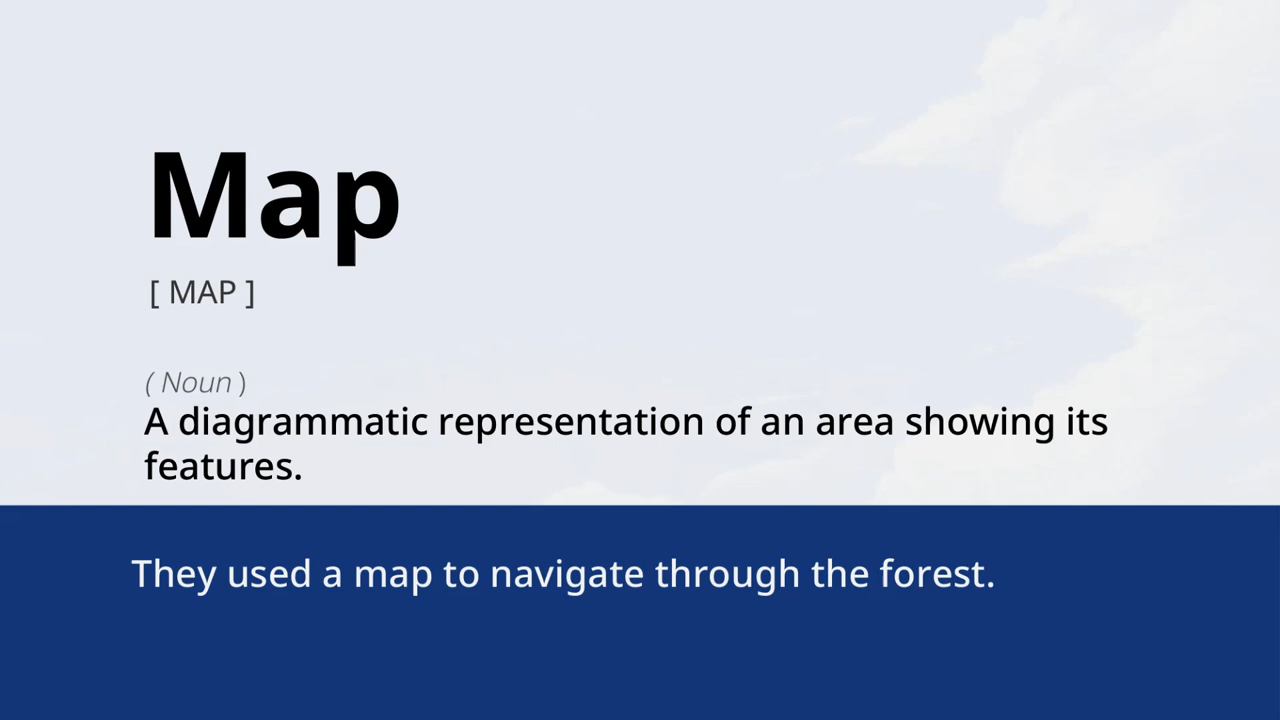 Map
[ MAP ]
( Noun )
A diagrammatic representation of an area showing its
features.
They used a map to navigate through the forest.